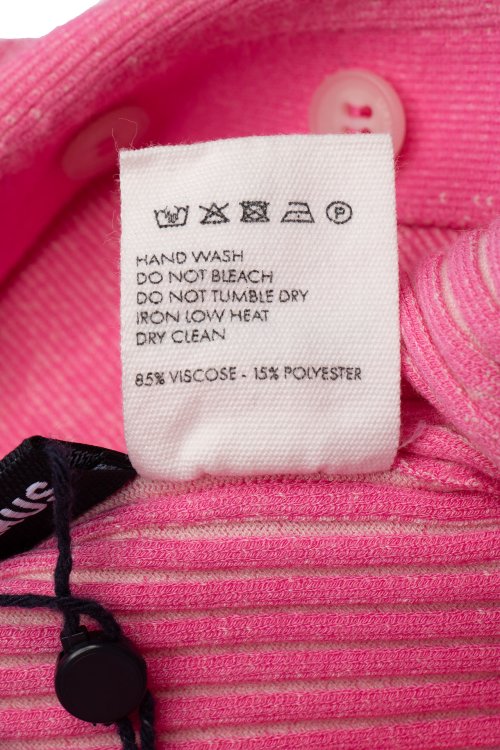 HAND WASH
DO NOT BLEACH
DO NOT TUMBLE DRY
IRON LOW HEAT
DRY CLEAN
85% VISCOSE - 15% POLYESTER